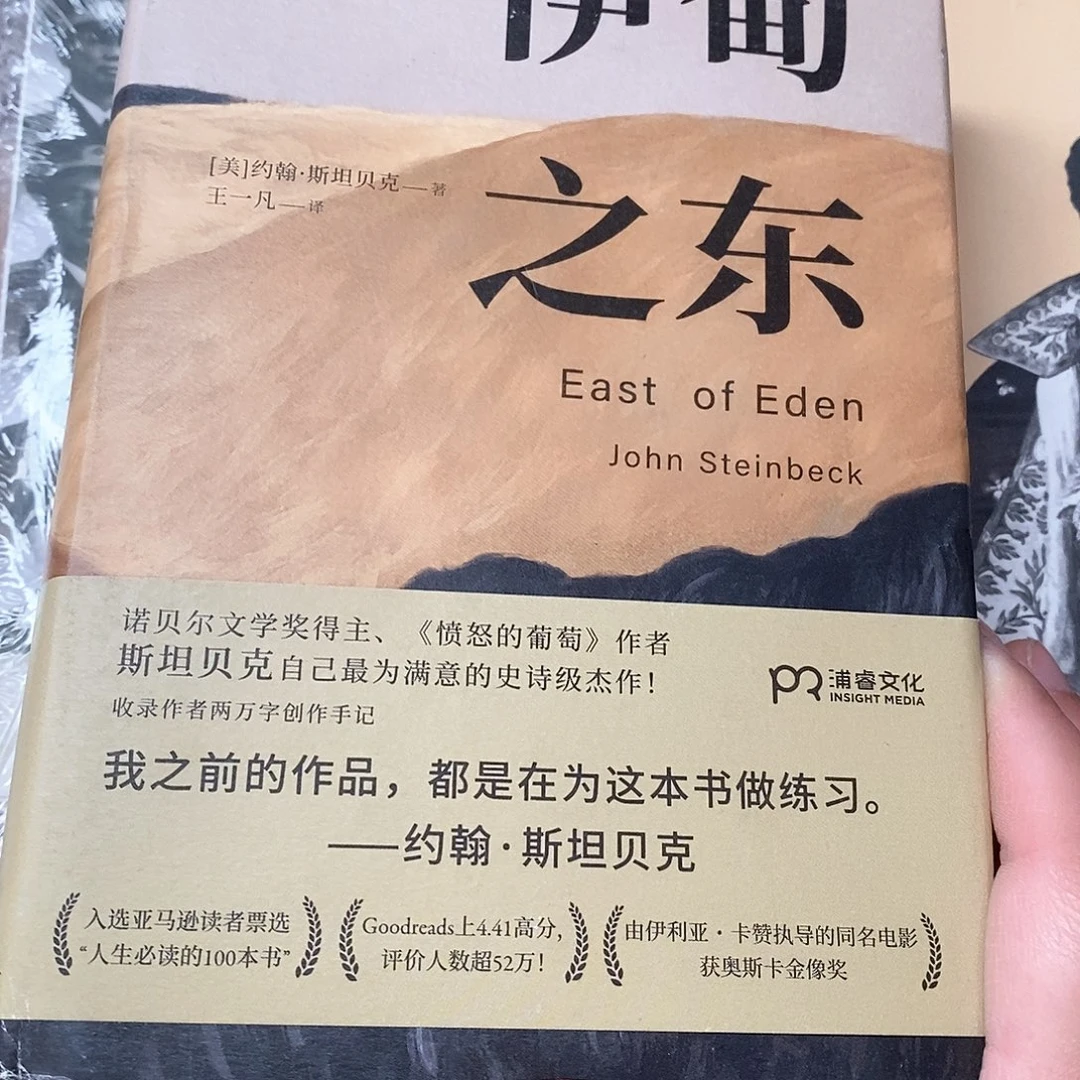 伊甸
[美]约翰·斯坦贝克——著
王一凡——译
之东
East of Eden
John Steinbeck
诺贝尔文学奖得主、《愤怒的葡萄》作者
斯坦贝克自己最为满意的史诗级杰作！
收录作者两万字创作手记
浦睿文化
INSIGHT MEDIA
我之前的作品，都是在为这本书做练习。
——约翰·斯坦贝克
入选亚马逊读者票选
“人生必读的100本书”
Goodreads上4.41高分，
评价人数超52万！
由伊利亚·卡赞执导的同名电影
获奥斯卡金像奖